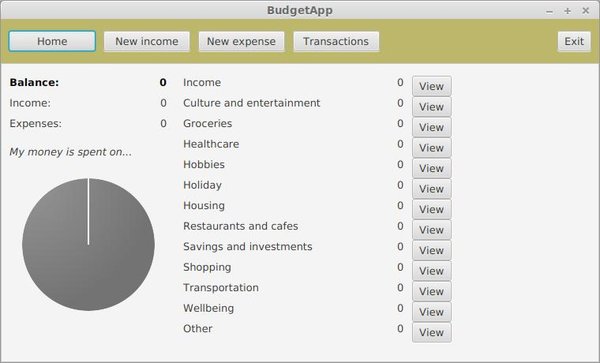 BudgetApp
Home New income New expense Transactions Exit
Balance: 0
Income: 0
Expenses: 0
My money is spent on...
Income 0 View
Culture and entertainment 0 View
Groceries 0 View
Healthcare 0 View
Hobbies 0 View
Holiday 0 View
Housing 0 View
Restaurants and cafes 0 View
Savings and investments 0 View
Shopping 0 View
Transportation 0 View
Wellbeing 0 View
Other 0 View